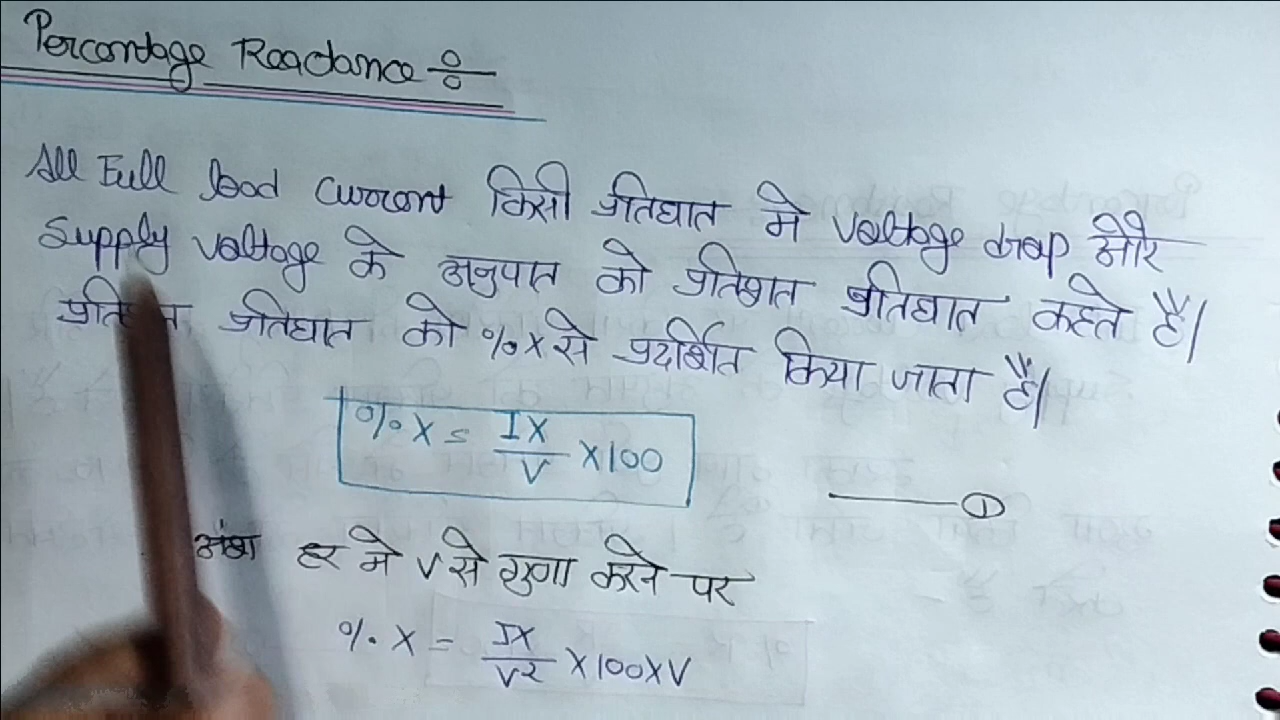 Percentage Reactance ÷
All Full load current किसी प्रतिघात मे voltage drop और
Supply voltage के अनुपात को प्रतिशत प्रतिघात कहते है।
प्रतिघात को %X से प्रदर्शित किया जाता है।
%X = IX/V X100
①
अंश हर मे V से गुणा करने पर
%X = IX/V² X100XV